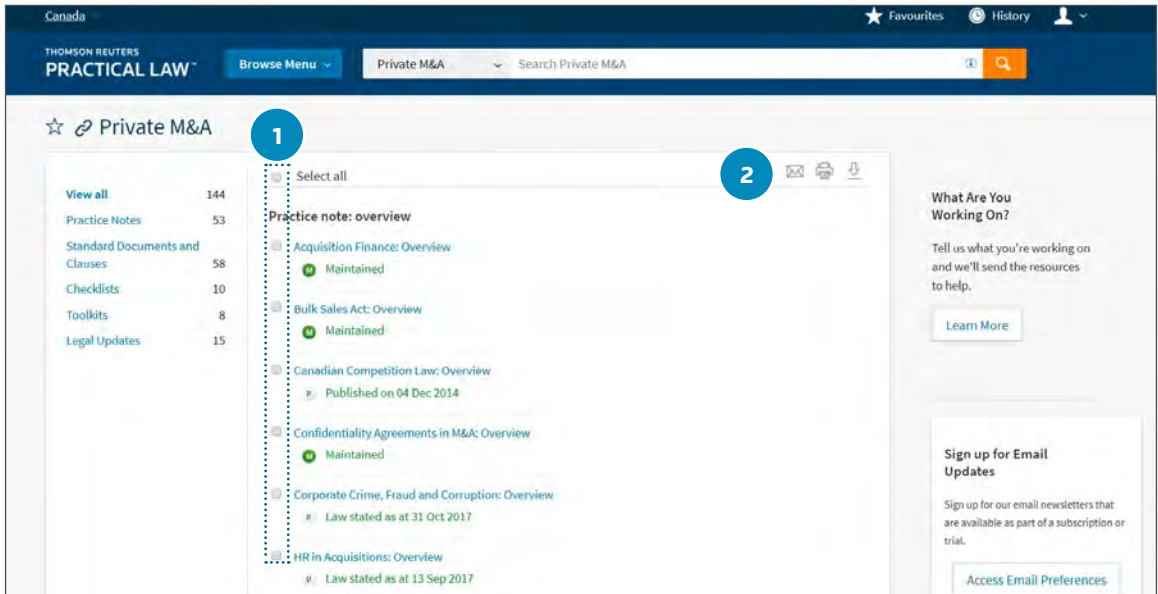 Canada
Favourites
History
THOMSON REUTERS
PRACTICAL LAW™
Browse Menu
Private M&A
Search Private M&A
Private M&A
1
Select all
2
View all 144
Practice Notes 53
Standard Documents and
Clauses 58
Checklists 10
Toolkits 8
Legal Updates 15
Practice note: overview
Acquisition Finance: Overview
M Maintained
Bulk Sales Act: Overview
M Maintained
Canadian Competition Law: Overview
P Published on 04 Dec 2014
Confidentiality Agreements in M&A: Overview
M Maintained
Corporate Crime, Fraud and Corruption: Overview
P Law stated as at 31 Oct 2017
HR in Acquisitions: Overview
P Law stated as at 13 Sep 2017
What Are You
Working On?
Tell us what you're working on
and we'll send the resources
to help.
Learn More
Sign up for Email
Updates
Sign up for our email newsletters that
are available as part of a subscription or
trial.
Access Email Preferences